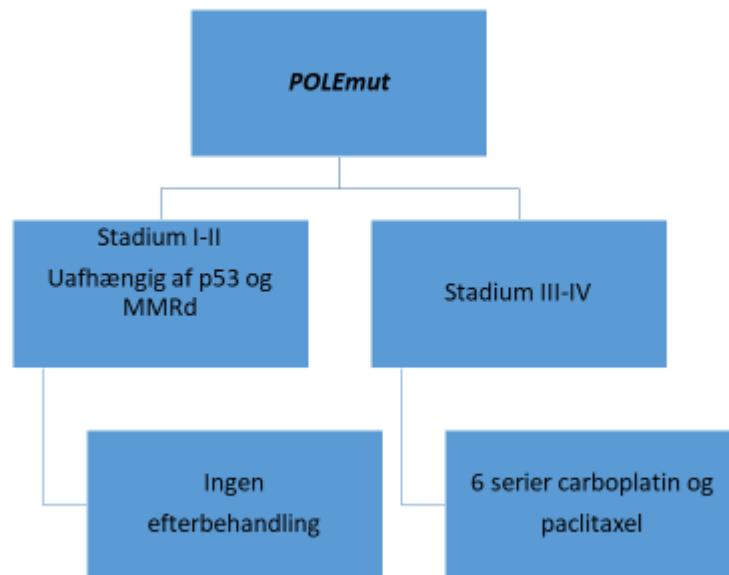 POLEmut
Stadium I-II
Uafhængig af p53 og
MMRd
Stadium III-IV
Ingen
efterbehandling
6 serier carboplatin og
paclitaxel